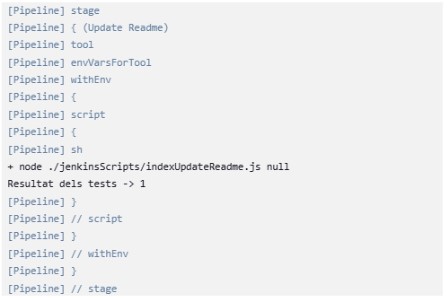 [Pipeline] stage
[Pipeline] { (Update Readme)
[Pipeline] tool
[Pipeline] envVarsForTool
[Pipeline] withEnv
[Pipeline] {
[Pipeline] script
[Pipeline] {
[Pipeline] sh
+ node ./jenkinsScripts/indexUpdateReadme.js null
Resultat dels tests -> 1
[Pipeline] }
[Pipeline] // script
[Pipeline] }
[Pipeline] // withEnv
[Pipeline] }
[Pipeline] // stage